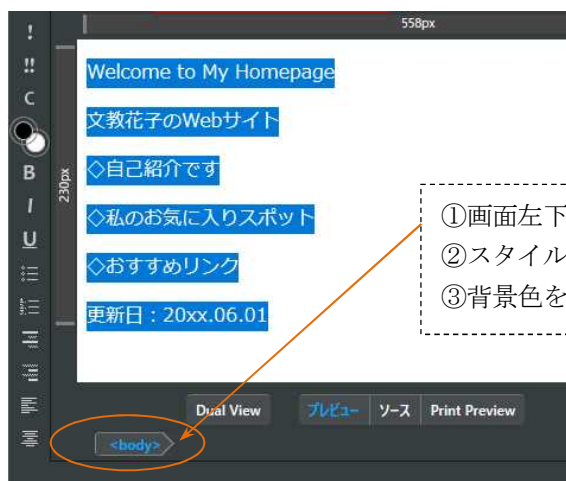 558px
!
!!
C
B
I
U
230px
Welcome to My Homepage
文教花子のWebサイト
◇自己紹介です
◇私のお気に入りスポット
◇おすすめリンク
更新日：20xx.06.01
①画面左下
②スタイル
③背景色を
Dual View
プレビュー
ソース
Print Preview
<body>